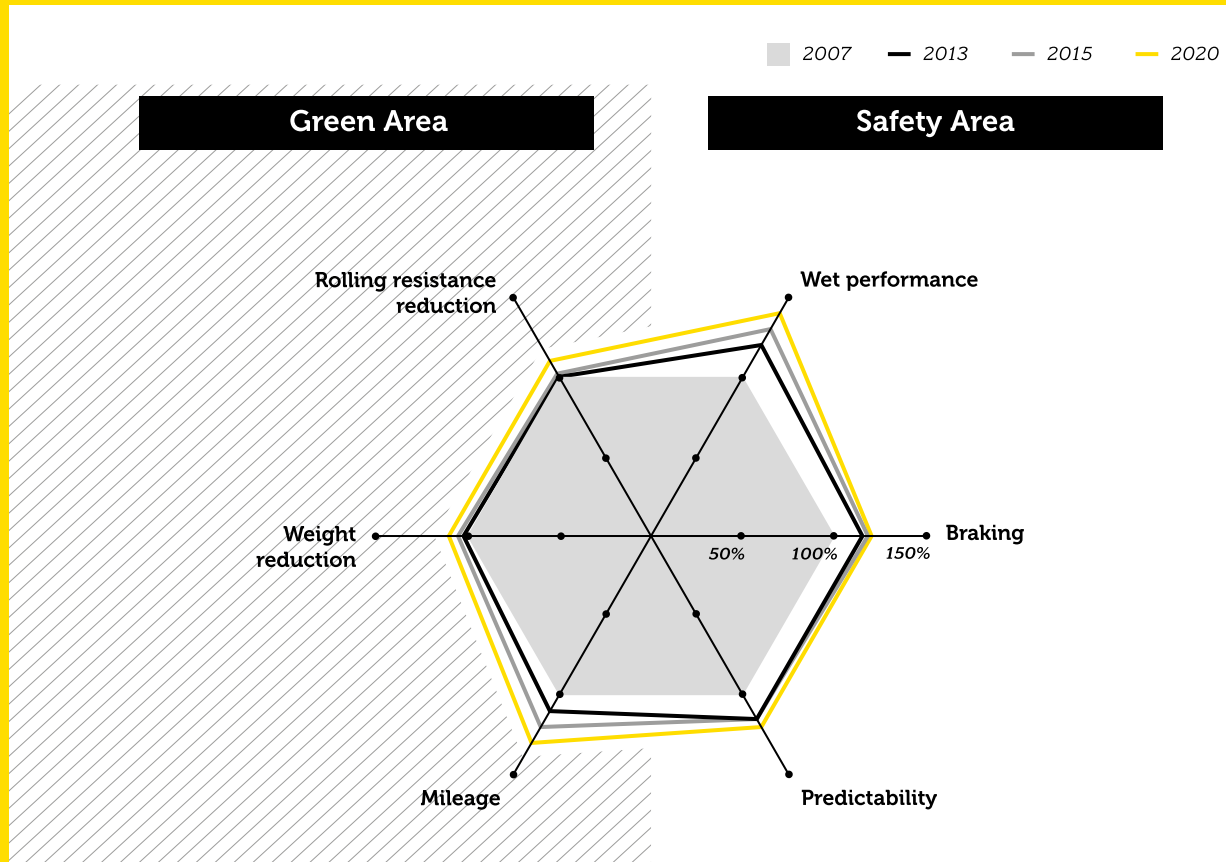 2007 2013 2015 2020
Green Area
Safety Area
Rolling resistance
reduction
Wet performance
Weight
reduction
Braking
50% 100% 150%
Mileage
Predictability